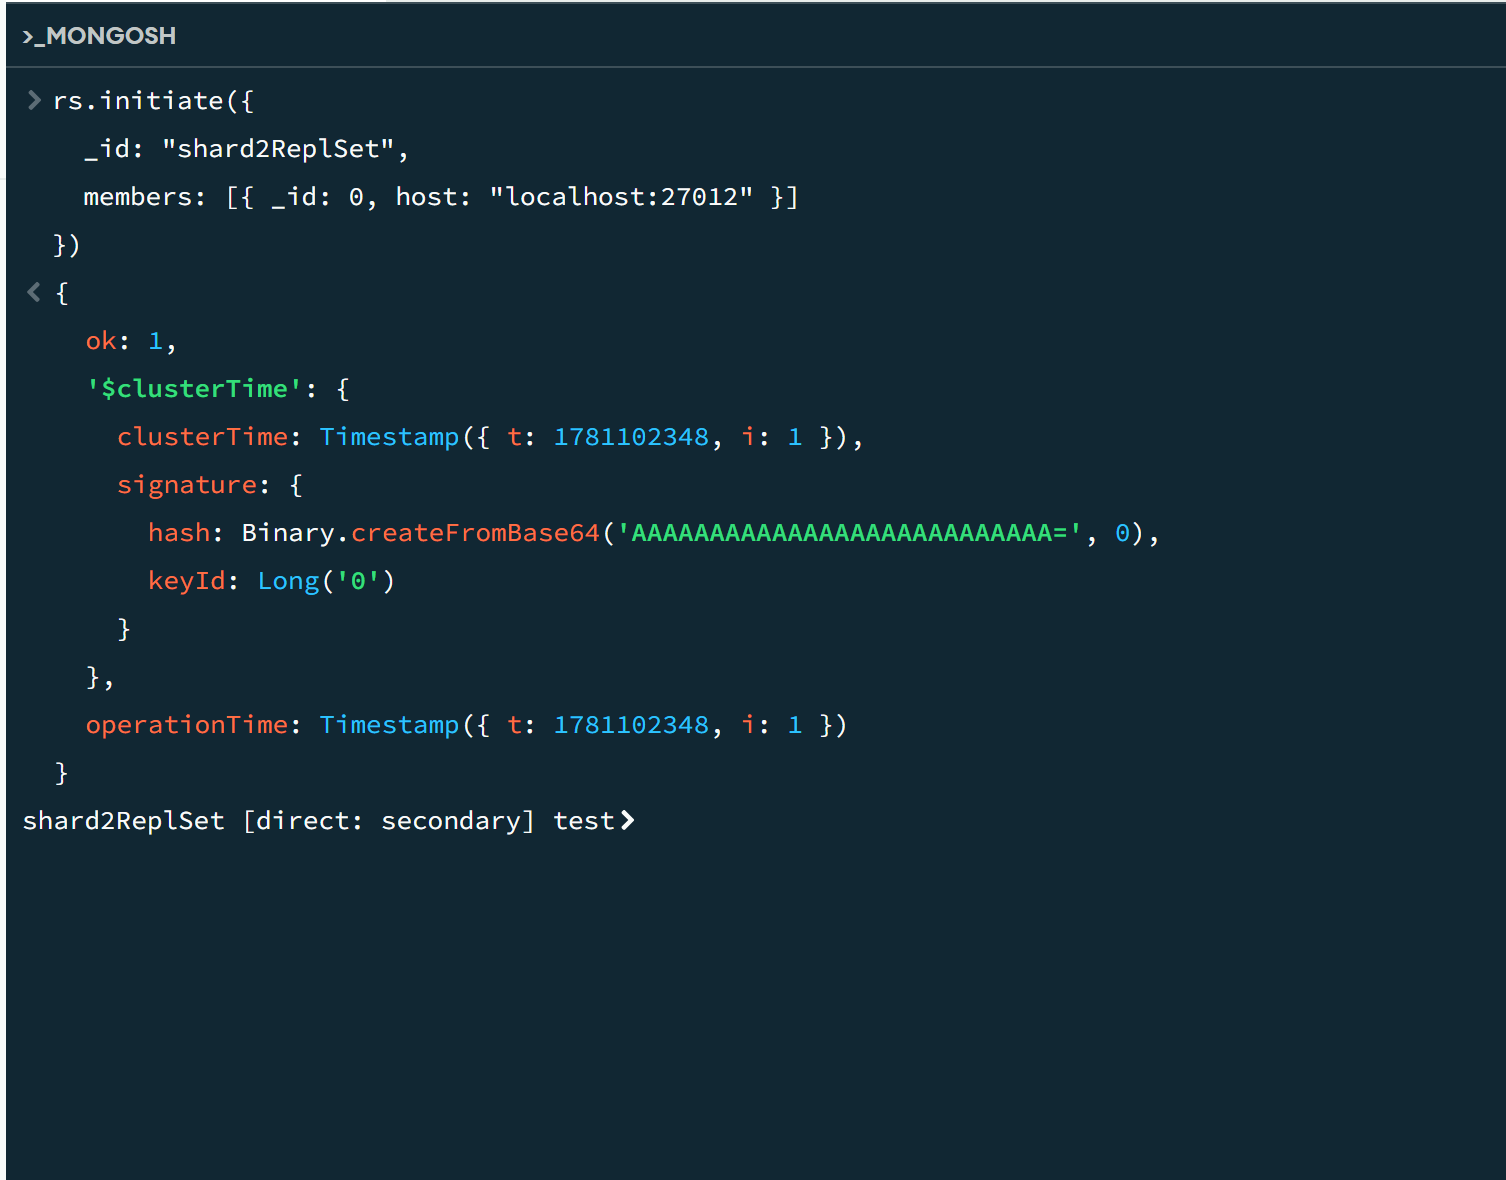 >_MONGOSH
> rs.initiate({
_id: "shard2ReplSet",
members: [{ _id: 0, host: "localhost:27012" }]
})
< {
ok: 1,
'$clusterTime': {
clusterTime: Timestamp({ t: 1781102348, i: 1 }),
signature: {
hash: Binary.createFromBase64('AAAAAAAAAAAAAAAAAAAAAAAAAAA=', 0),
keyId: Long('0')
}
},
operationTime: Timestamp({ t: 1781102348, i: 1 })
}
shard2ReplSet [direct: secondary] test>